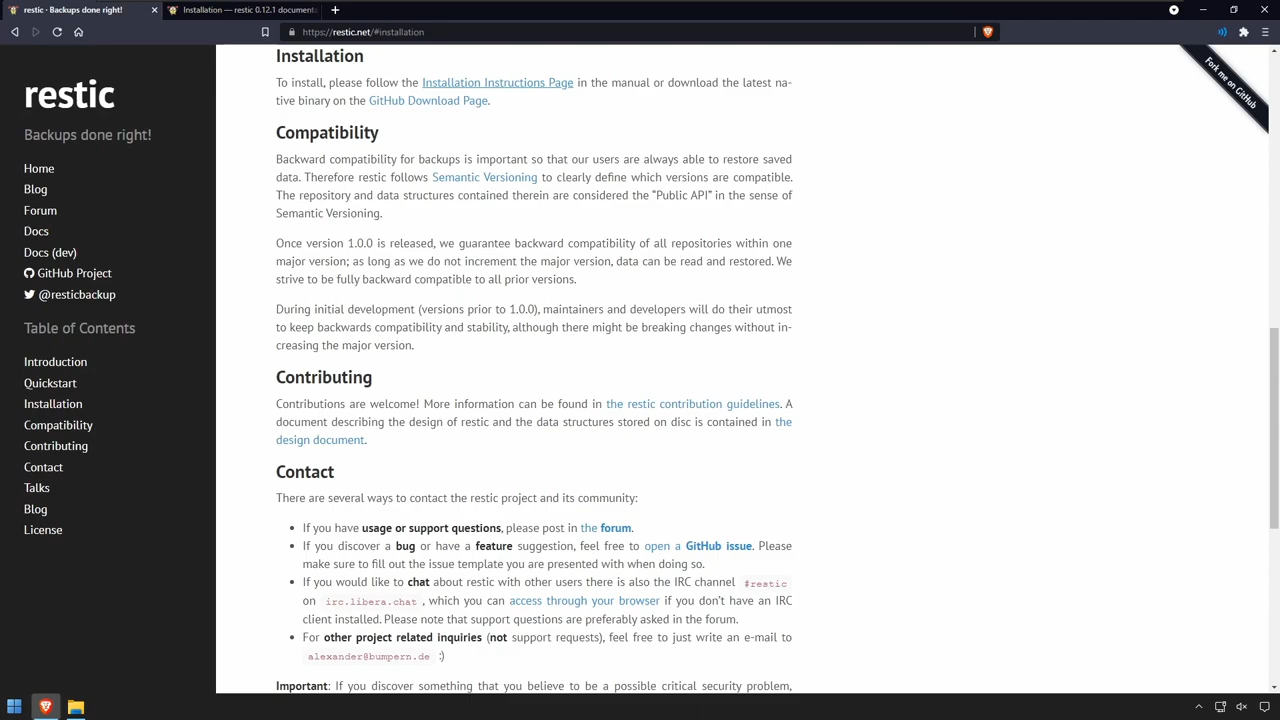 restic · Backups done right!
Installation — restic 0.12.1 document
https://restic.net/#installation
restic
Backups done right!
Home
Blog
Forum
Docs
Docs (dev)
GitHub Project
@resticbackup
Table of Contents
Introduction
Quickstart
Installation
Compatibility
Contributing
Contact
Talks
Blog
License
Fork me on GitHub
Installation
To install, please follow the Installation Instructions Page in the manual or download the latest na-
tive binary on the GitHub Download Page.
Compatibility
Backward compatibility for backups is important so that our users are always able to restore saved
data. Therefore restic follows Semantic Versioning to clearly define which versions are compatible.
The repository and data structures contained therein are considered the “Public API” in the sense of
Semantic Versioning.
Once version 1.0.0 is released, we guarantee backward compatibility of all repositories within one
major version; as long as we do not increment the major version, data can be read and restored. We
strive to be fully backward compatible to all prior versions.
During initial development (versions prior to 1.0.0), maintainers and developers will do their utmost
to keep backwards compatibility and stability, although there might be breaking changes without in-
creasing the major version.
Contributing
Contributions are welcome! More information can be found in the restic contribution guidelines. A
document describing the design of restic and the data structures stored on disc is contained in the
design document.
Contact
There are several ways to contact the restic project and its community:
• If you have usage or support questions, please post in the forum.
• If you discover a bug or have a feature suggestion, feel free to open a GitHub issue. Please
make sure to fill out the issue template you are presented with when doing so.
• If you would like to chat about restic with other users there is also the IRC channel #restic
on irc.libera.chat , which you can access through your browser if you don’t have an IRC
client installed. Please note that support questions are preferably asked in the forum.
• For other project related inquiries (not support requests), feel free to just write an e-mail to
alexander@bumpern.de :)
Important: If you discover something that you believe to be a possible critical security problem,